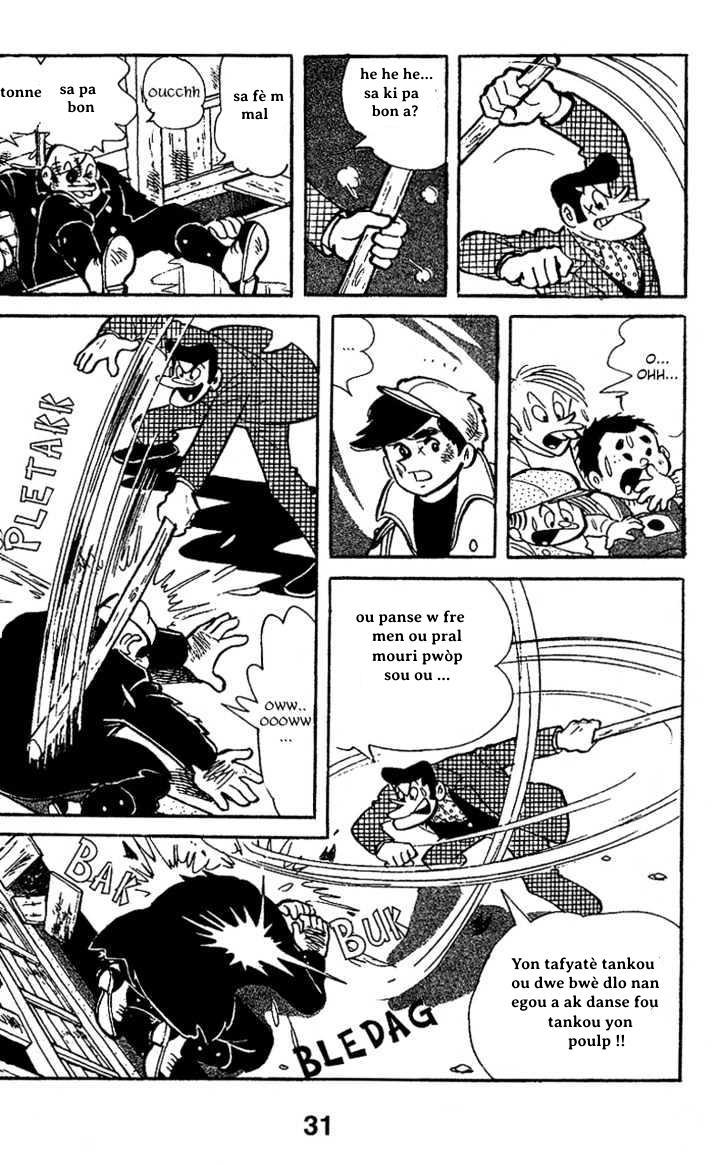 tonne
sa pa
bon
oucchh
sa fè m
mal
he he he...
sa ki pa
bon a?
...
....
O...
OHH...
PLETAKK
OWW..
OOOWW
...
ou panse w fre
men ou pral
mouri pwòp
sou ou ...
BAK
BUK
BLEDAG
Yon tafyatè tankou
ou dwe bwè dlo nan
egou a ak danse fou
tankou yon
poulp !!
31